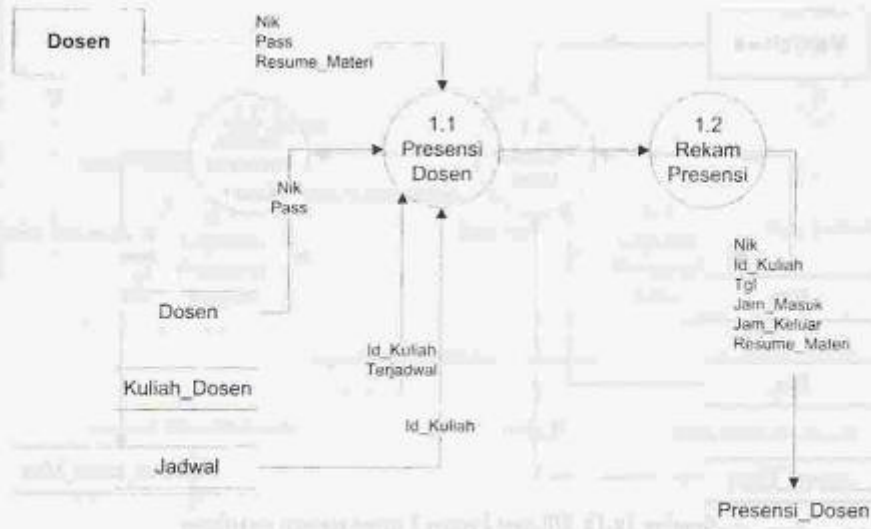 Dosen
Nik
Pass
Resume_Materi
1.1
Presensi
Dosen
1.2
Rekam
Presensi
Nik
Pass
Nik
Id_Kuliah
Tgl
Jam_Masuk
Jam_Keluar
Resume_Materi
Dosen
Id_Kuliah
Terjadwal
Kuliah_Dosen
Id_Kuliah
Jadwal
Presensi_Dosen